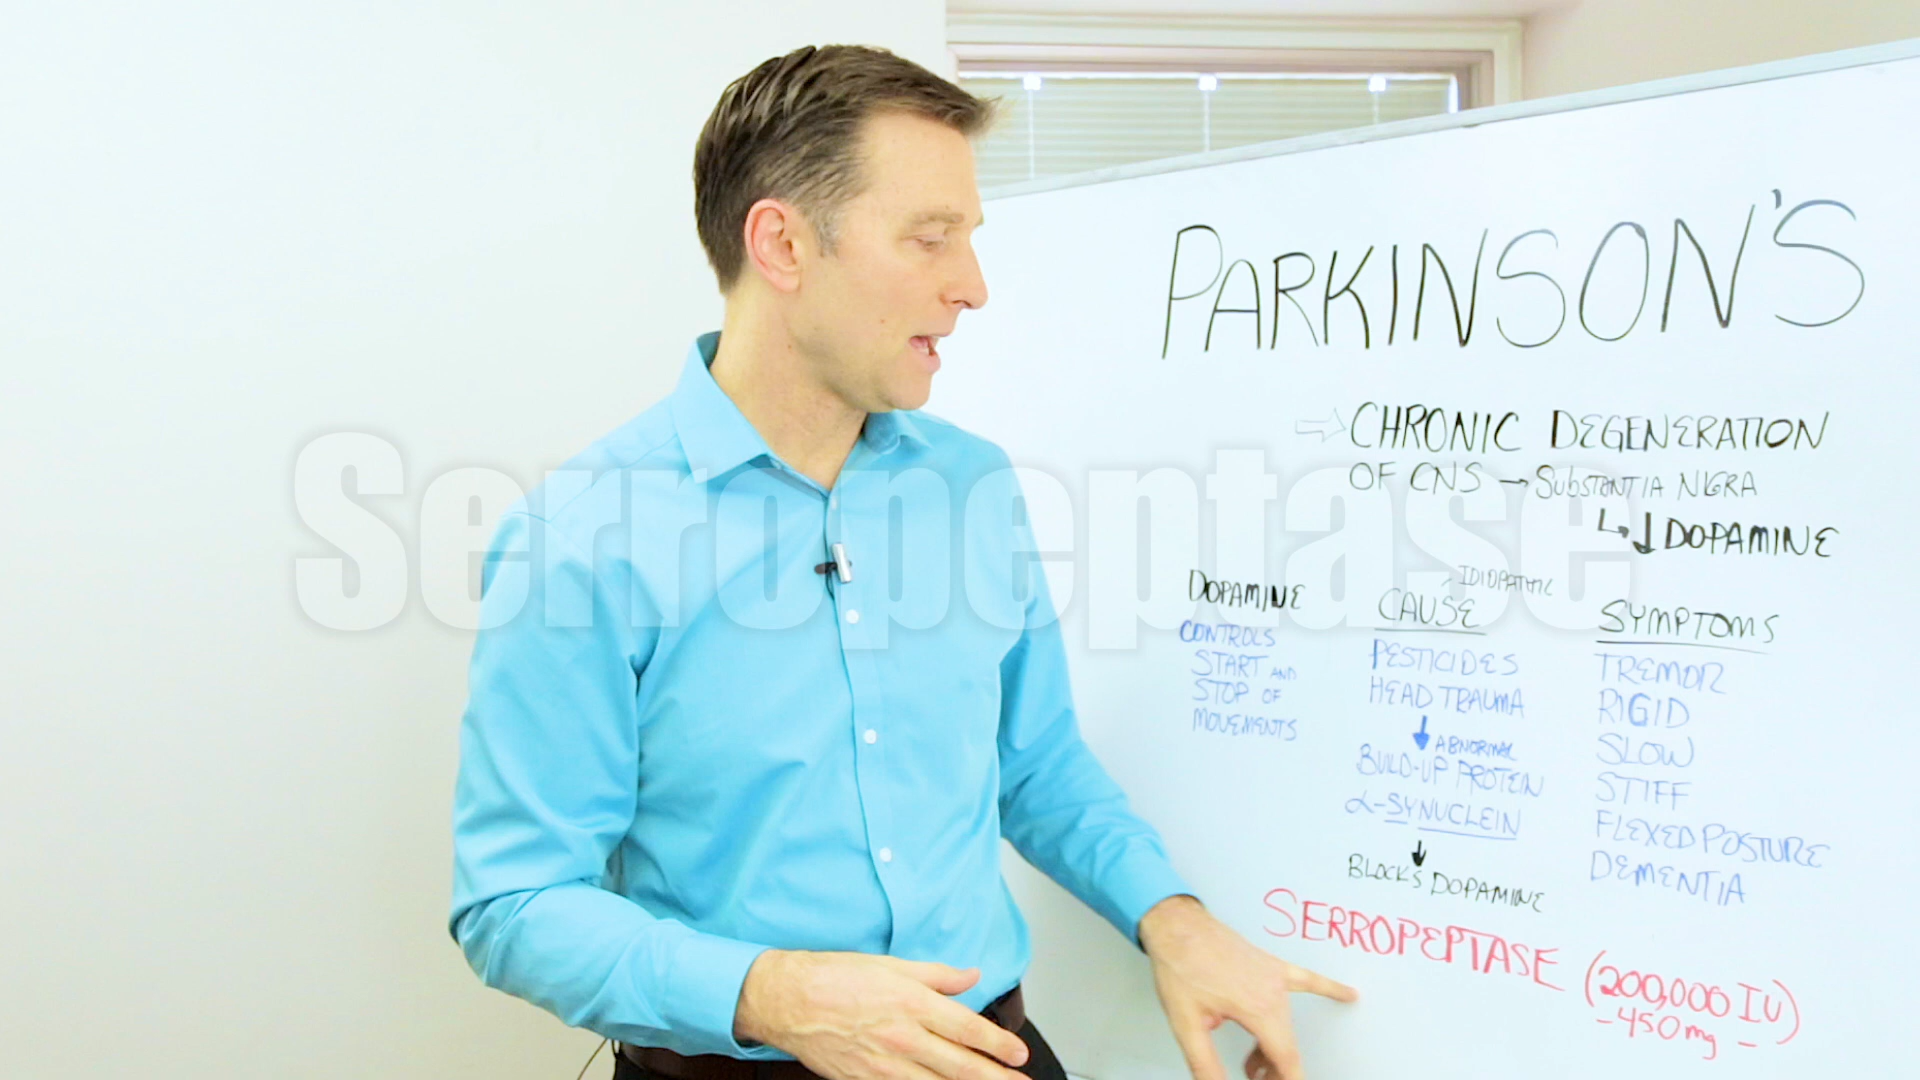 PARKINSON'S
CHRONIC DEGENERATION
OF CNS → SUBSTANTIA NIGRA
↳ ↓ DOPAMINE
DOPAMINE
CONTROLS
START AND
STOP OF
MOVEMENTS
IDIOPATHIC
CAUSE
PESTICIDES
HEAD TRAUMA
↓ ABNORMAL
BUILD-UP PROTEIN
α-SYNUCLEIN
↓
BLOCKS DOPAMINE
SYMPTOMS
TREMOR
RIGID
SLOW
STIFF
FLEXED POSTURE
DEMENTIA
SERROPEPTASE (200,000 IU)
-450mg-
Serropeptase